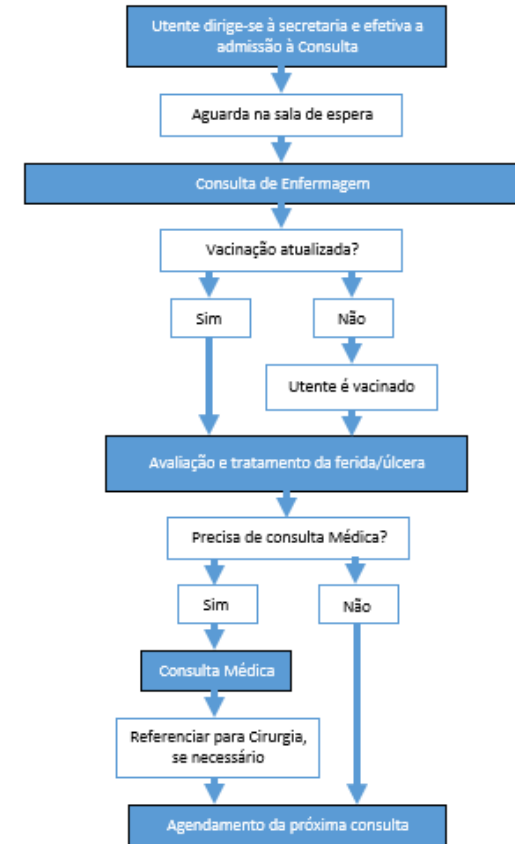 Utente dirige-se à secretaria e efetiva a
admissão à Consulta
Aguarda na sala de espera
Consulta de Enfermagem
Vacinação atualizada?
Sim
Não
Utente é vacinado
Avaliação e tratamento da ferida/úlcera
Precisa de consulta Médica?
Sim
Não
Consulta Médica
Referenciar para Cirurgia,
se necessário
Agendamento da próxima consulta